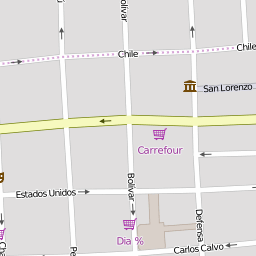 Bolívar
Chile
Chile
San Lorenzo
Carrefour
Estados Unidos
Bolívar
Defensa
Dia %
Carlos Calvo